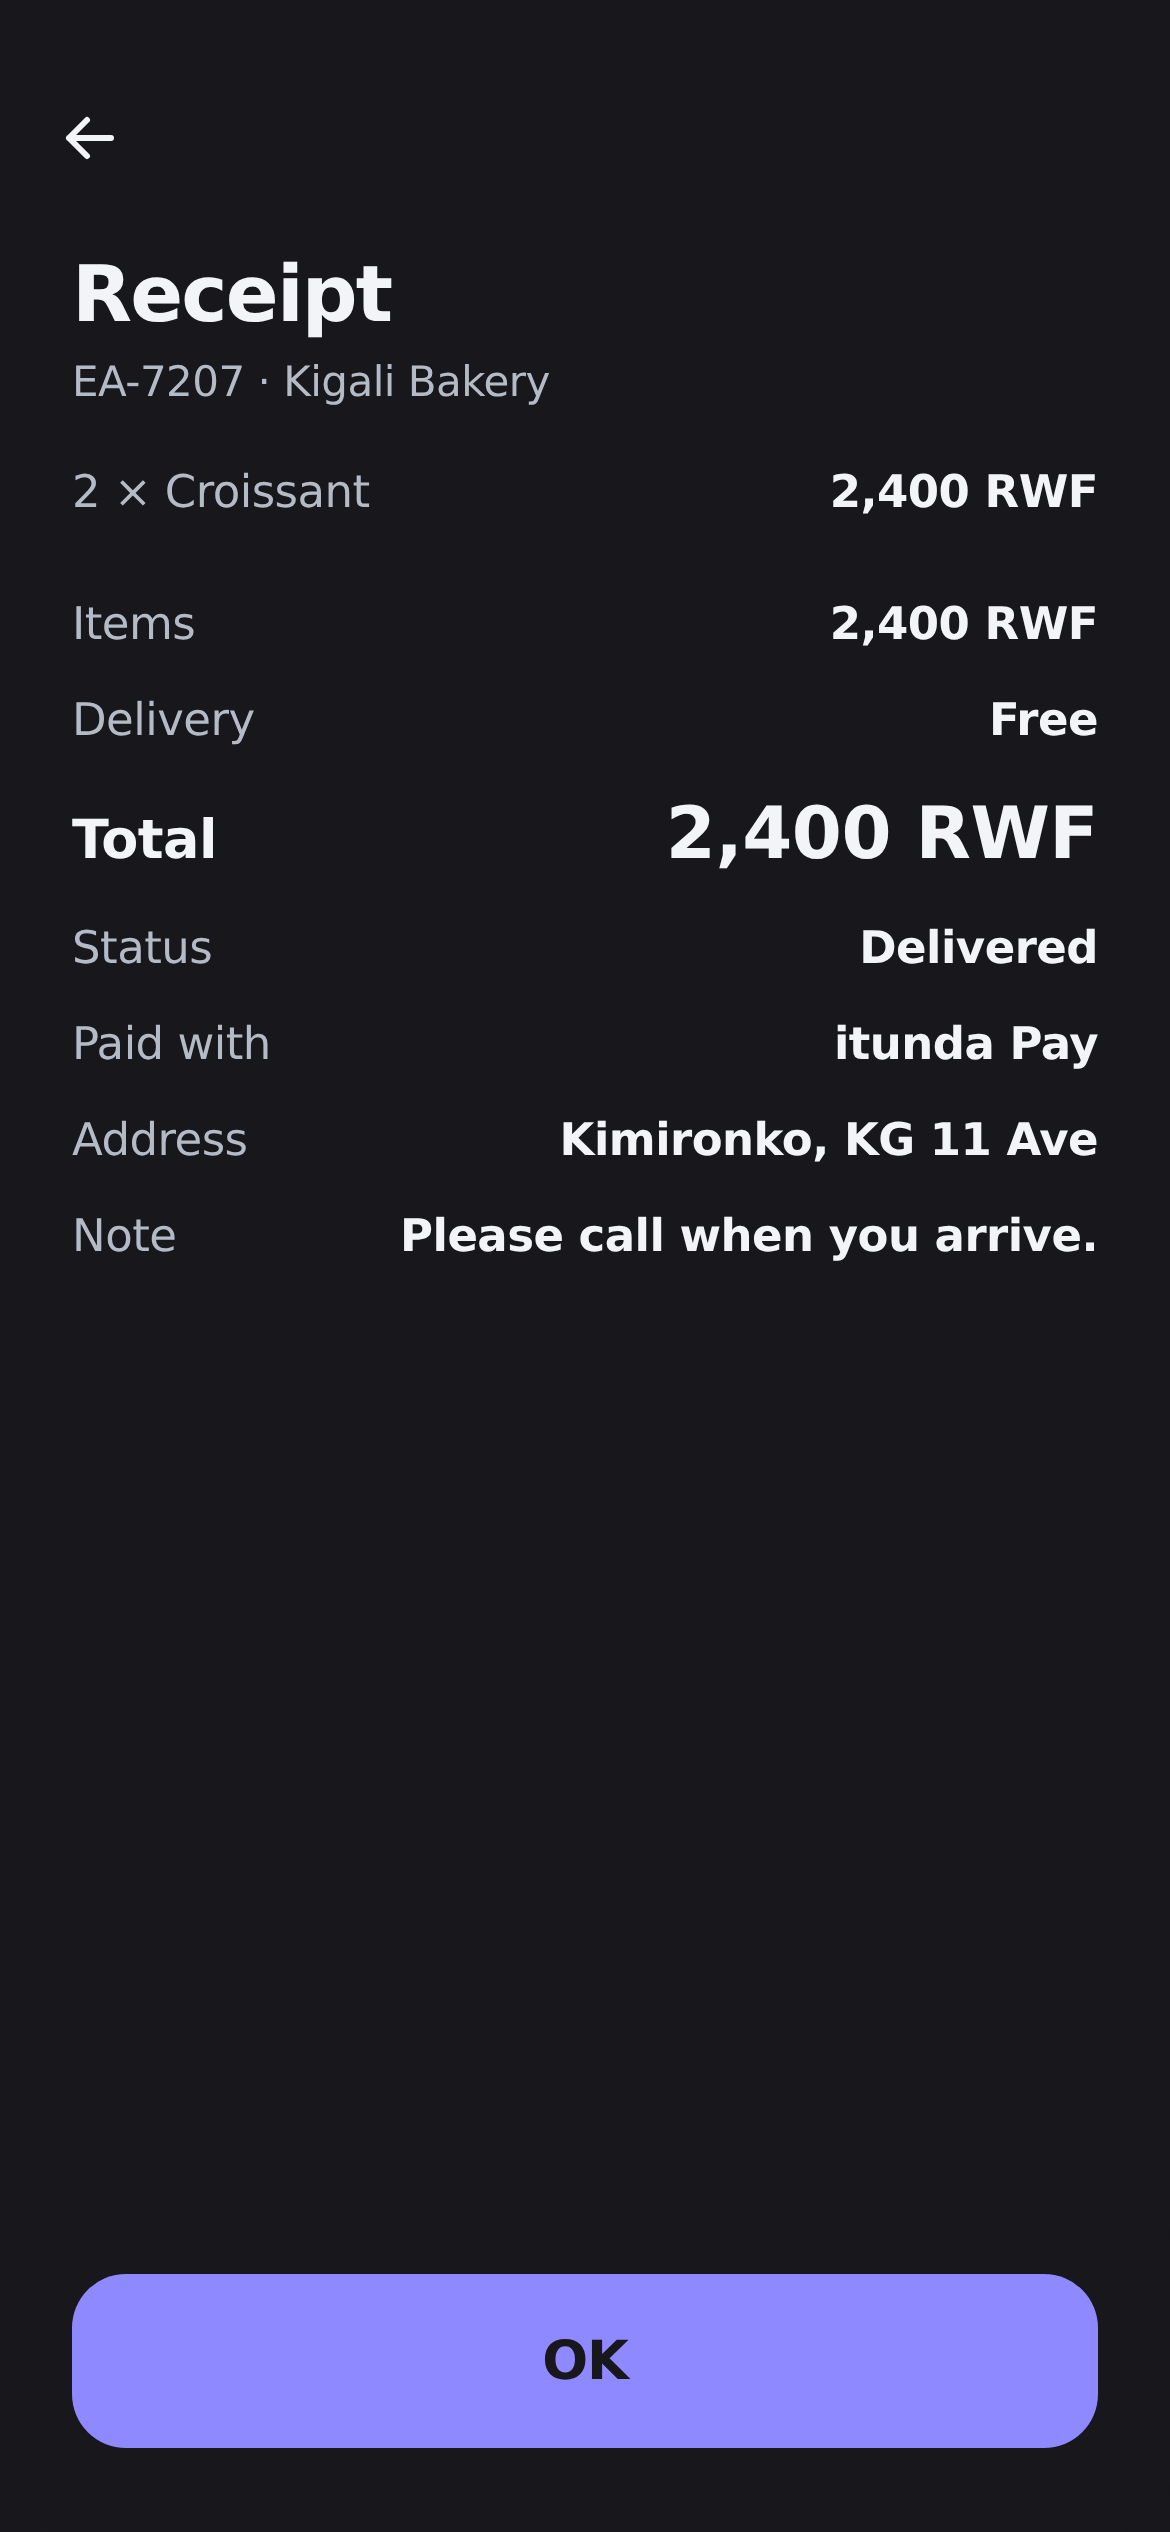 Receipt
EA-7207 · Kigali Bakery
2 × Croissant 2,400 RWF
Items 2,400 RWF
Delivery Free
Total 2,400 RWF
Status Delivered
Paid with itunda Pay
Address Kimironko, KG 11 Ave
Note Please call when you arrive.
OK